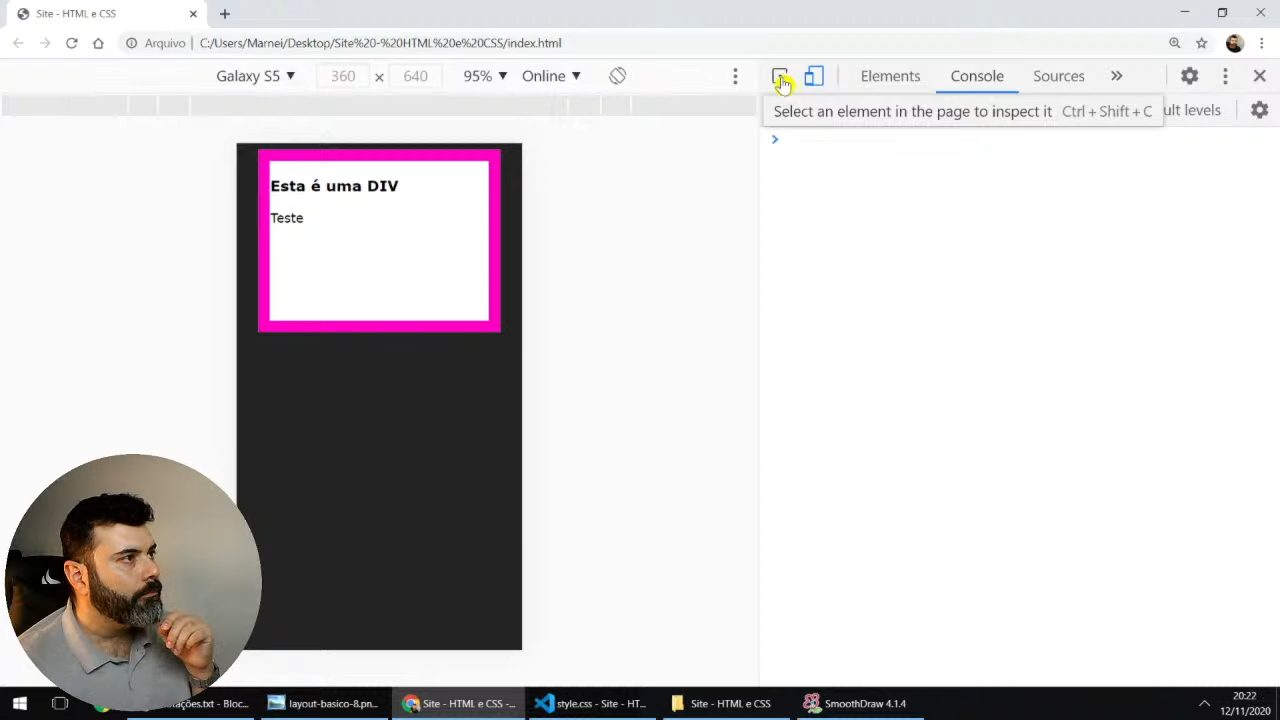 Site - HTML e CSS
Arquivo
C:/Users/Marnei/Desktop/Site%20-%20HTML%20e%20CSS/index.html
Galaxy S5 ▼
360
×
640
95% ▼
Online ▼
Elements
Console
Sources
»
Select an element in the page to inspect it Ctrl + Shift + C
ult levels
Esta é uma DIV
Teste
tações.txt - Bloc...
layout-basico-8.pn...
Site - HTML e CSS -...
style.css - Site - HT...
Site - HTML e CSS
SmoothDraw 4.1.4
20:22
12/11/2020